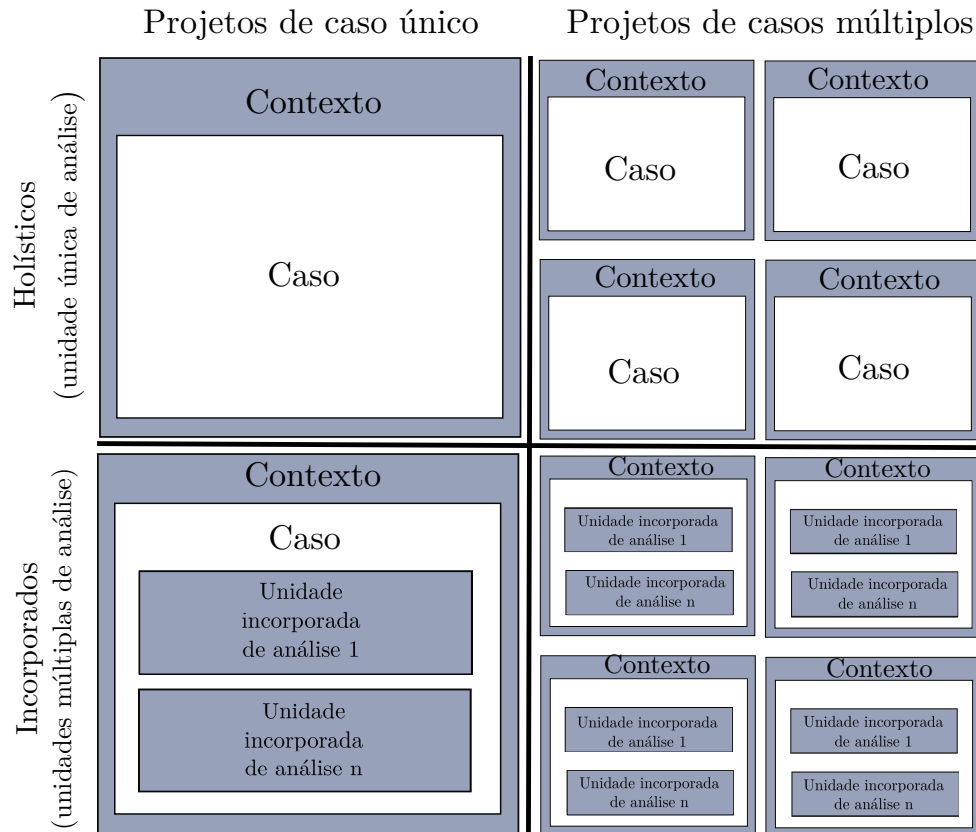 Projetos de caso único
Projetos de casos múltiplos
Holísticos
(unidade única de análise)
Contexto
Caso
Contexto
Caso
Contexto
Caso
Contexto
Caso
Contexto
Caso
Incorporados
(unidades múltiplas de análise)
Contexto
Caso
Unidade
incorporada
de análise 1
Unidade
incorporada
de análise n
Contexto
Unidade incorporada
de análise 1
Unidade incorporada
de análise n
Contexto
Unidade incorporada
de análise 1
Unidade incorporada
de análise n
Contexto
Unidade incorporada
de análise 1
Unidade incorporada
de análise n
Contexto
Unidade incorporada
de análise 1
Unidade incorporada
de análise n